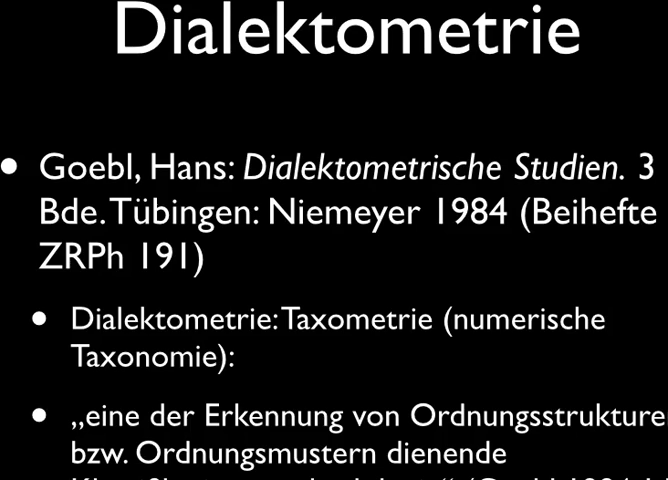 Dialektometrie
• Goebl, Hans: Dialektometrische Studien. 3
Bde. Tübingen: Niemeyer 1984 (Beihefte
ZRPh 191)
• Dialektometrie: Taxometrie (numerische
Taxonomie):
• „eine der Erkennung von Ordnungsstrukture
bzw. Ordnungsmustern dienende